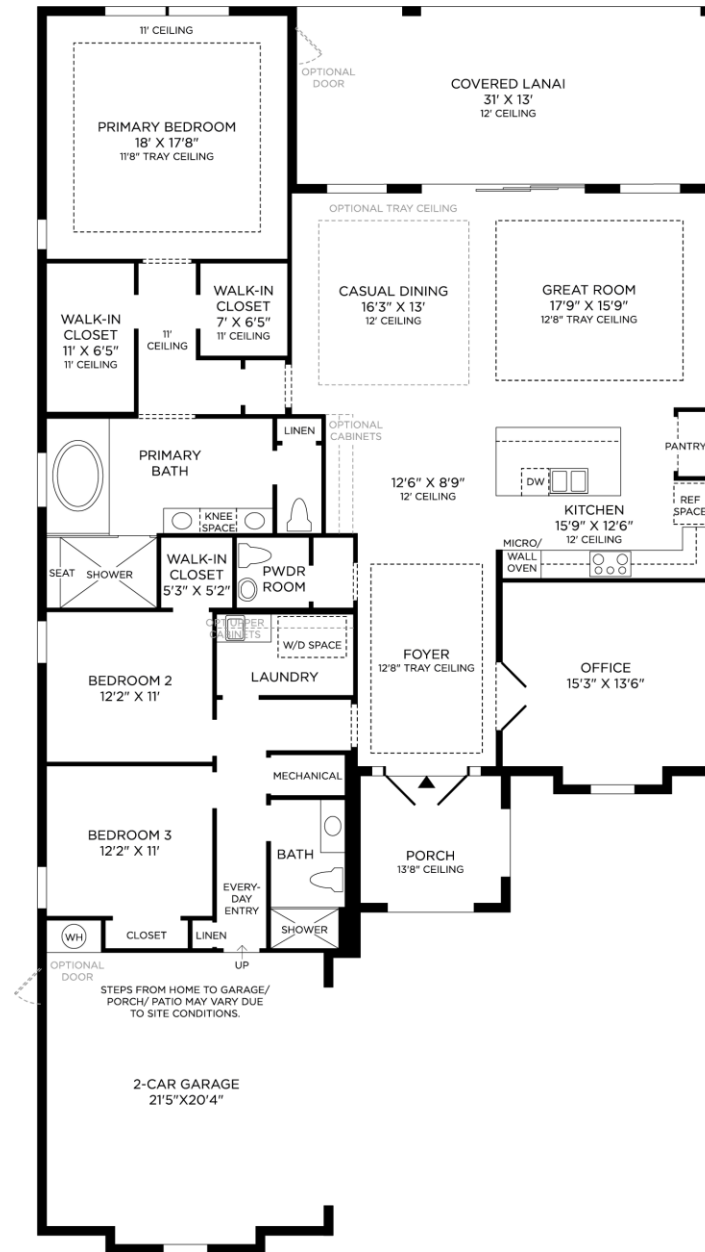 11' CEILING
PRIMARY BEDROOM
18' X 17'8"
11'8" TRAY CEILING
OPTIONAL
DOOR
COVERED LANAI
31' X 13'
12' CEILING
OPTIONAL TRAY CEILING
CASUAL DINING
16'3" X 13'
12' CEILING
GREAT ROOM
17'9" X 15'9"
12'8" TRAY CEILING
WALK-IN
CLOSET
11' X 6'5"
11' CEILING
11'
CEILING
WALK-IN
CLOSET
7' X 6'5"
11' CEILING
PRIMARY
BATH
LINEN
OPTIONAL
CABINETS
KNEE
SPACE
12'6" X 8'9"
12' CEILING
DW
KITCHEN
15'9" X 12'6"
12' CEILING
PANTRY
REF
SPACE
MICRO/
WALL
OVEN
SEAT
SHOWER
WALK-IN
CLOSET
5'3" X 5'2"
PWDR
ROOM
OPT UPPER
CABINETS
W/D SPACE
LAUNDRY
FOYER
12'8" TRAY CEILING
OFFICE
15'3" X 13'6"
BEDROOM 2
12'2" X 11'
MECHANICAL
BEDROOM 3
12'2" X 11'
BATH
PORCH
13'8" CEILING
EVERY-
DAY
ENTRY
WH
CLOSET
LINEN
SHOWER
UP
OPTIONAL
DOOR
STEPS FROM HOME TO GARAGE/
PORCH/ PATIO MAY VARY DUE
TO SITE CONDITIONS.
2-CAR GARAGE
21'5"X20'4"